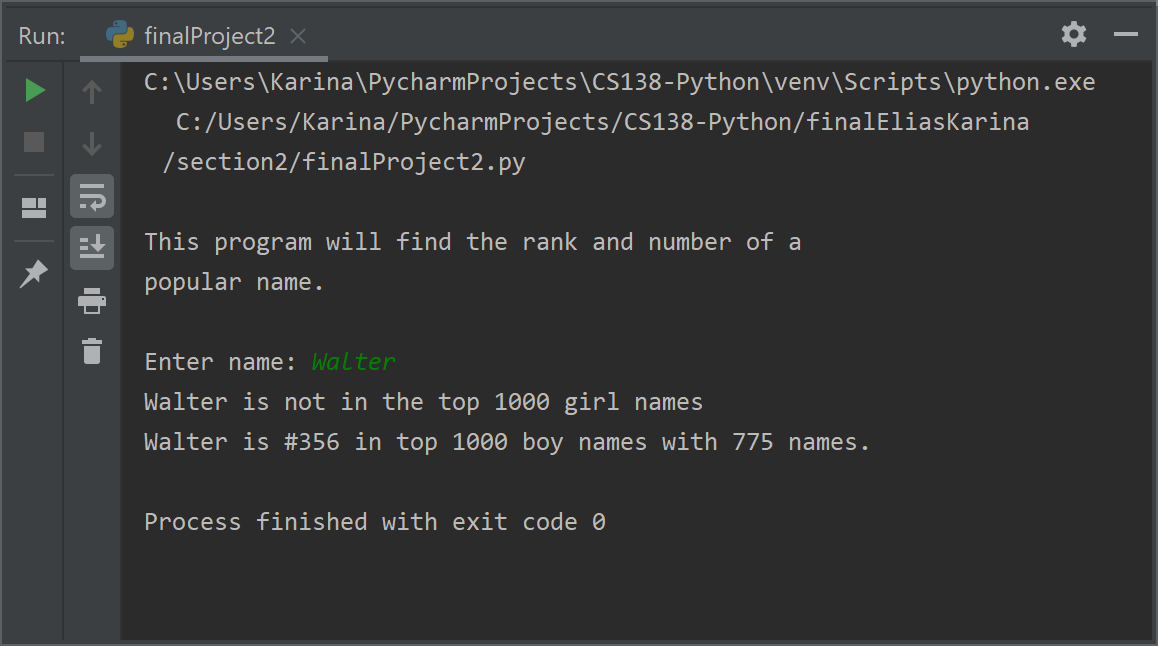 Run: finalProject2
C:\Users\Karina\PycharmProjects\CS138-Python\venv\Scripts\python.exe
C:/Users/Karina/PycharmProjects/CS138-Python/finalEliasKarina
/section2/finalProject2.py
This program will find the rank and number of a
popular name.
Enter name: Walter
Walter is not in the top 1000 girl names
Walter is #356 in top 1000 boy names with 775 names.
Process finished with exit code 0